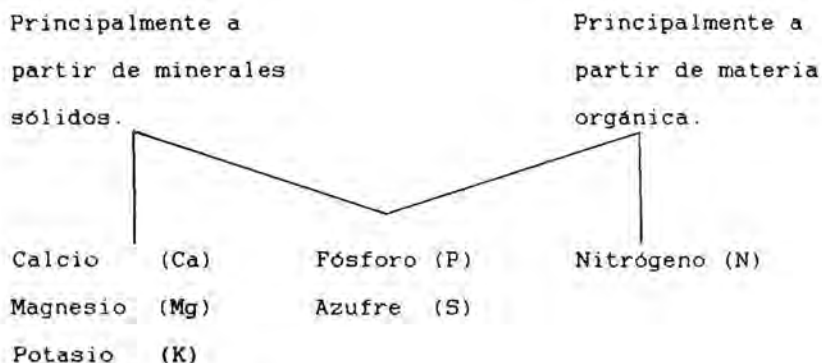 Principalmente a
partir de minerales
sólidos.
Principalmente a
partir de materia
orgánica.
Calcio (Ca)
Magnesio (Mg)
Potasio (K)
Fósforo (P)
Azufre (S)
Nitrógeno (N)